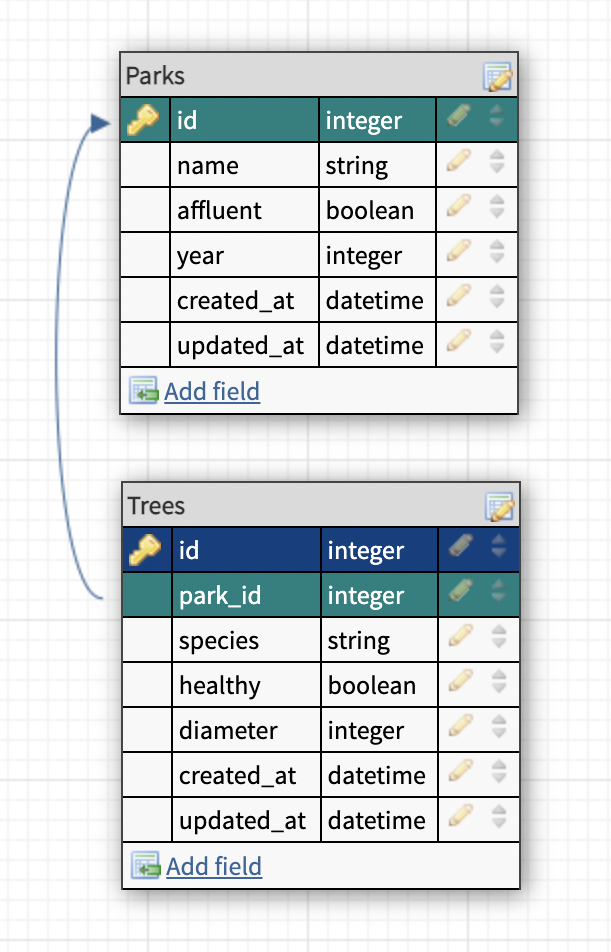 Parks
id integer
name string
affluent boolean
year integer
created_at datetime
updated_at datetime
Add field
Trees
id integer
park_id integer
species string
healthy boolean
diameter integer
created_at datetime
updated_at datetime
Add field